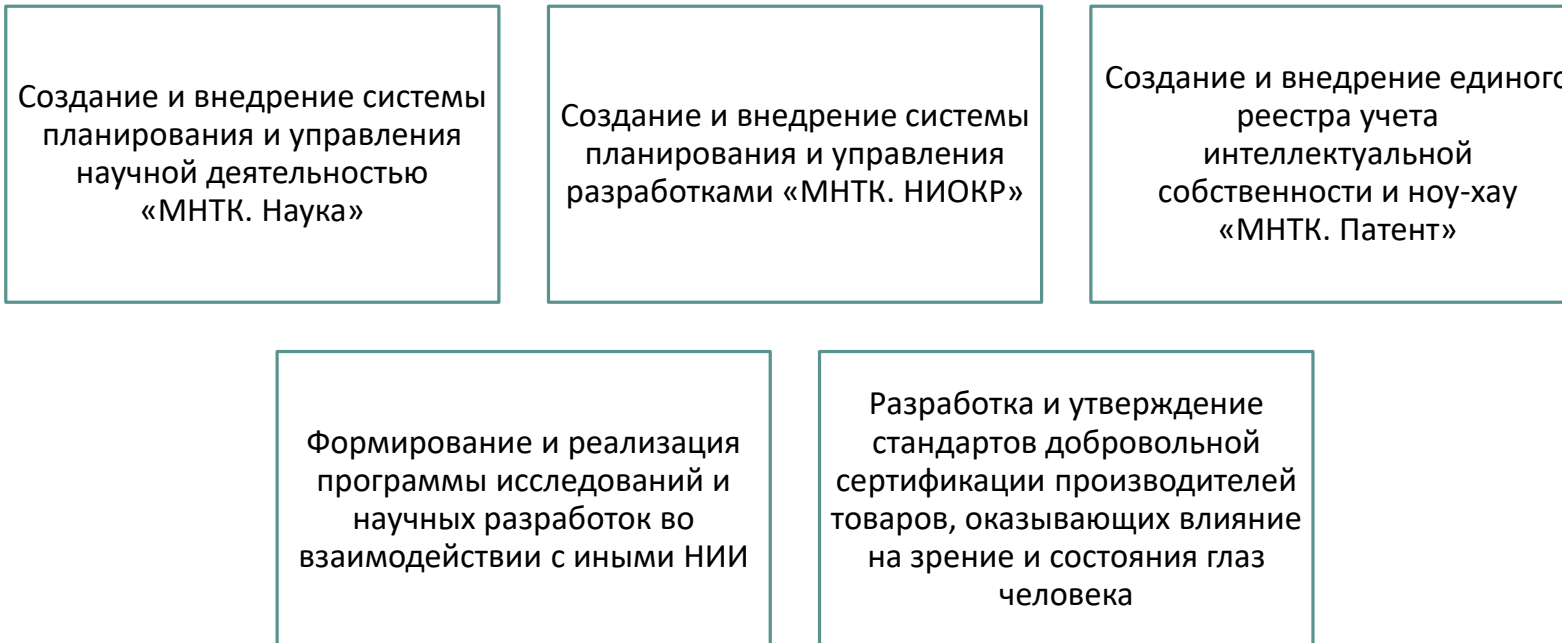 Создание и внедрение системы
планирования и управления
научной деятельностью
«МНТК. Наука»
Создание и внедрение системы
планирования и управления
разработками «МНТК. НИОКР»
Создание и внедрение единого
реестра учета
интеллектуальной
собственности и ноу-хау
«МНТК. Патент»
Формирование и реализация
программы исследований и
научных разработок во
взаимодействии с иными НИИ
Разработка и утверждение
стандартов добровольной
сертификации производителей
товаров, оказывающих влияние
на зрение и состояния глаз
человека